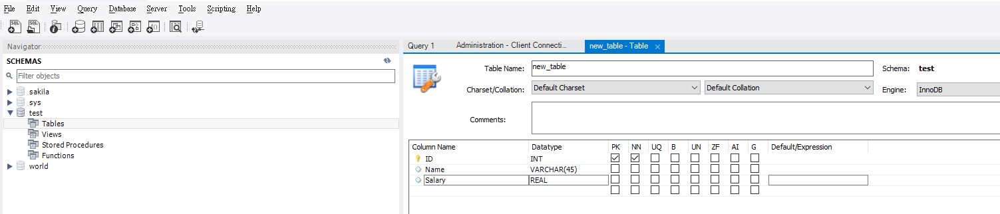 File Edit View Query Database Server Tools Scripting Help
SQL SQL
Navigator
SCHEMAS
Filter objects
sakila
sys
test
Tables
Views
Stored Procedures
Functions
world
Query 1 Administration - Client Connecti... new_table - Table
Table Name: new_table Schema: test
Charset/Collation: Default Charset Default Collation Engine: InnoDB
Comments:
Column Name Datatype PK NN UQ B UN ZF AI G Default/Expression
ID INT
Name VARCHAR(45)
Salary REAL